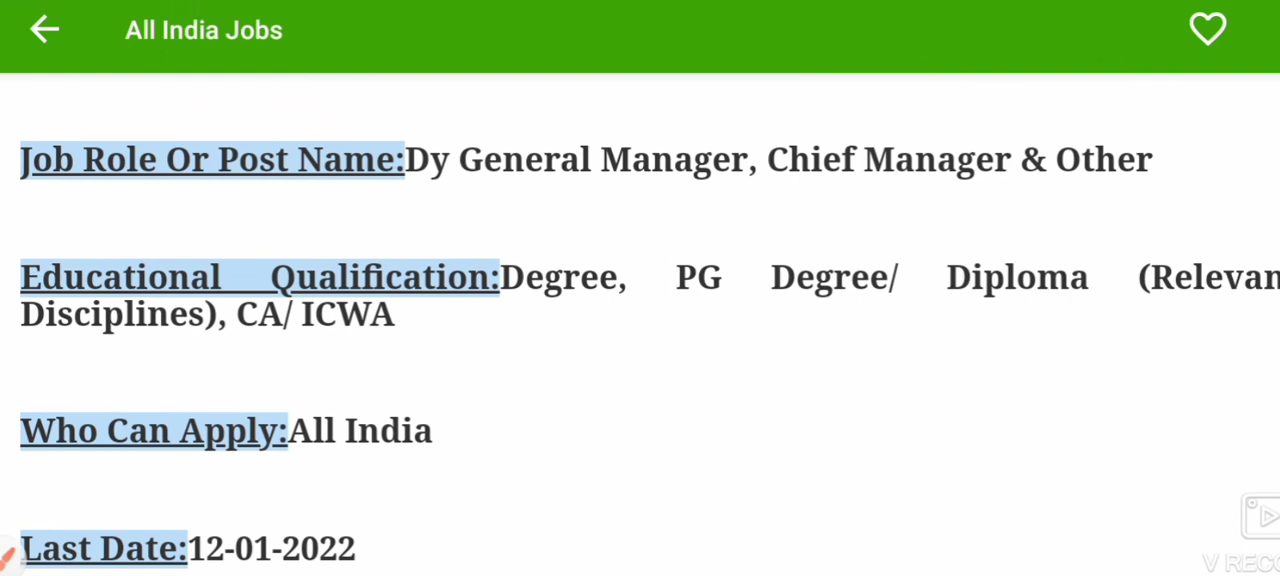 All India Jobs
Job Role Or Post Name:Dy General Manager, Chief Manager & Other
Educational Qualification:Degree, PG Degree/ Diploma (Relevan
Disciplines), CA/ ICWA
Who Can Apply:All India
Last Date:12-01-2022
V RECO